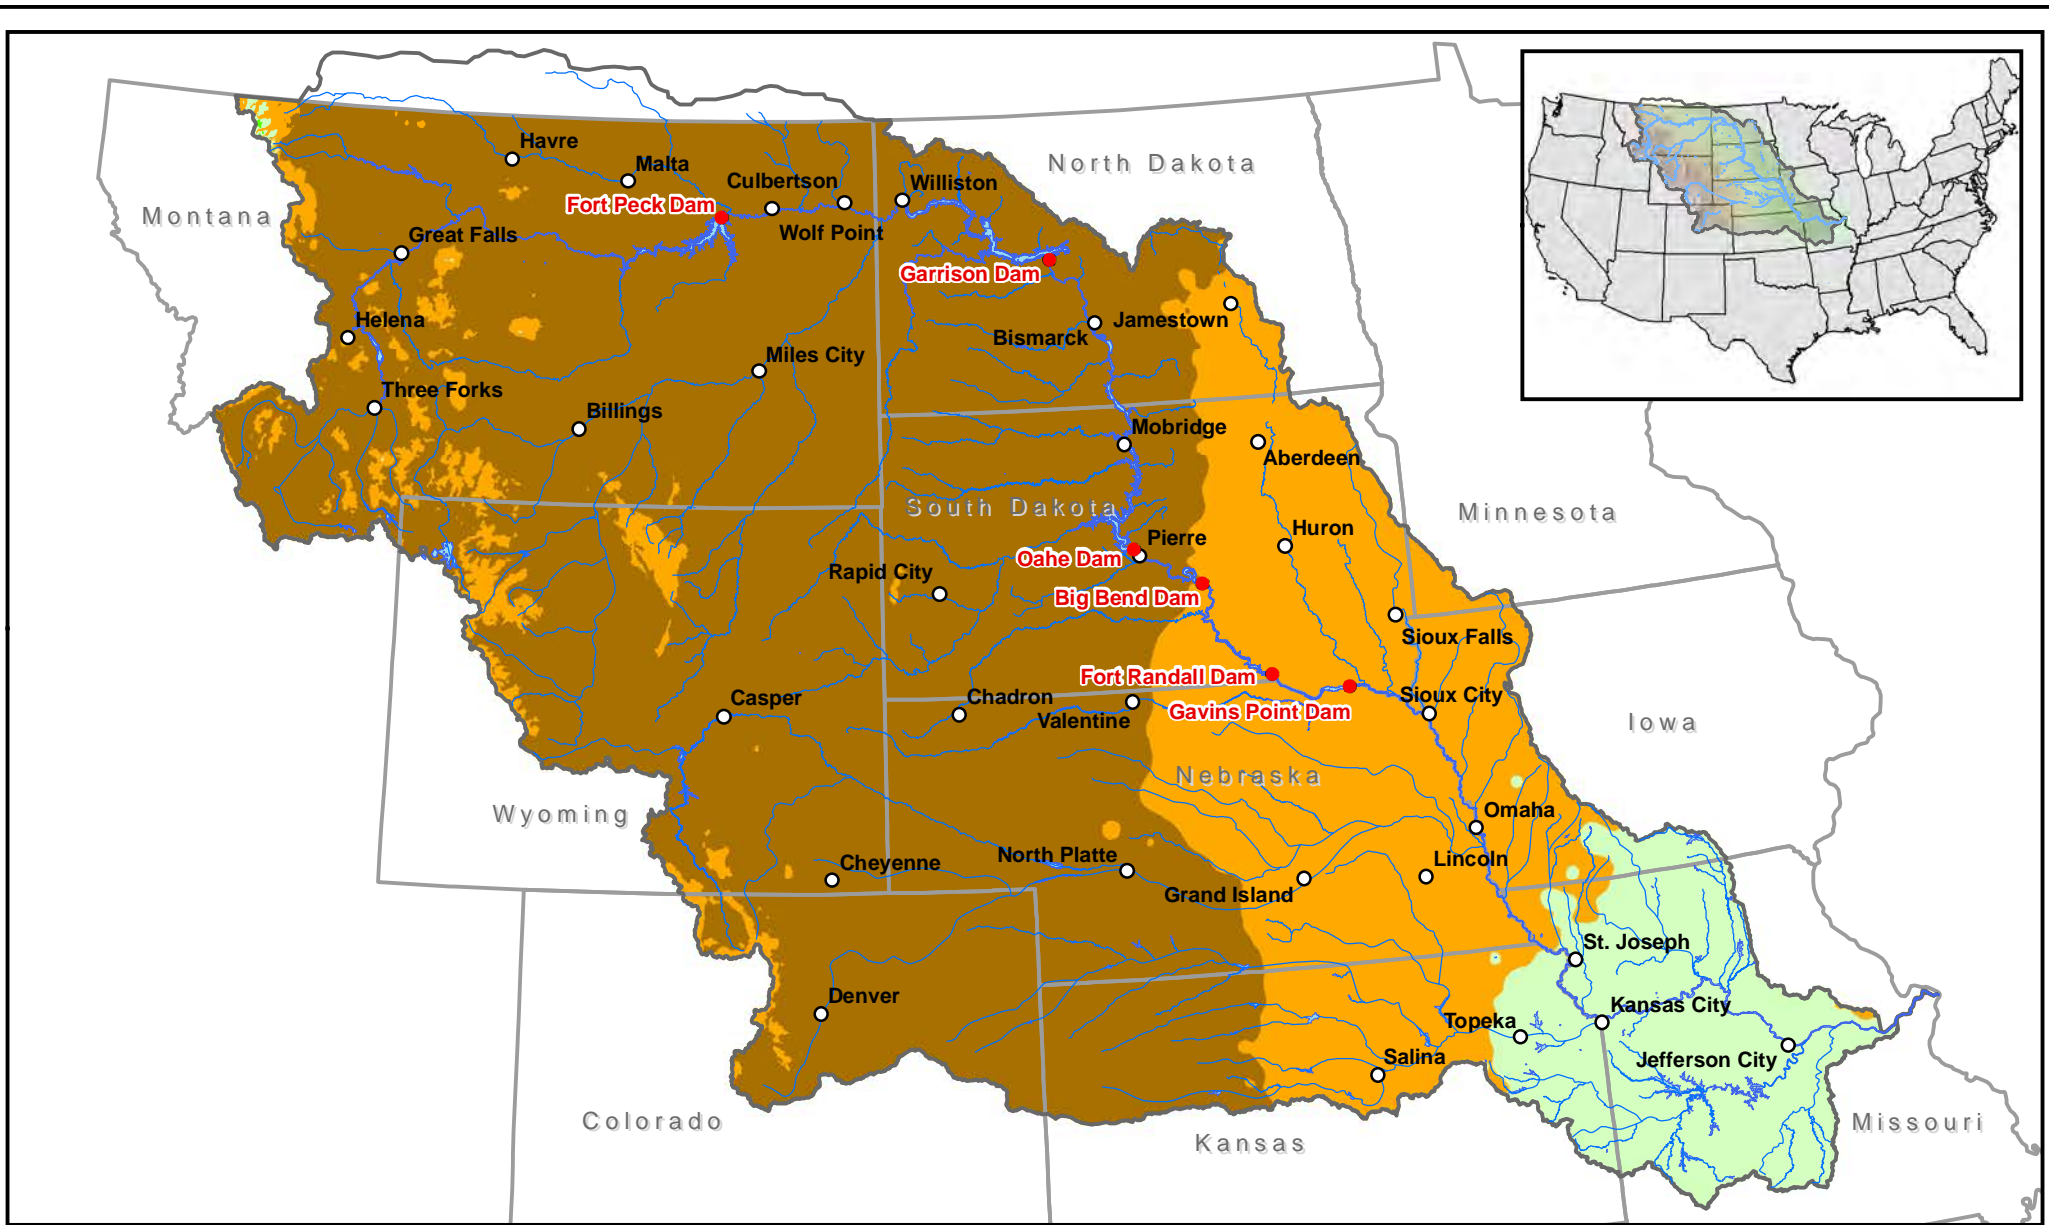 Havre
North Dakota
Malta
Culbertson
Williston
Fort Peck Dam
Montana
Great Falls
Wolf Point
Garrison Dam
Helena
Jamestown
Bismarck
Miles City
Three Forks
Billings
Mobridge
Aberdeen
South Dakota
Minnesota
Huron
Pierre
Oahe Dam
Rapid City
Big Bend Dam
Sioux Falls
Fort Randall Dam
Casper
Chadron
Sioux City
Valentine
Gavins Point Dam
Iowa
Nebraska
Wyoming
Omaha
North Platte
Cheyenne
Lincoln
Grand Island
St. Joseph
Denver
Kansas City
Topeka
Salina
Jefferson City
Colorado
Missouri
Kansas